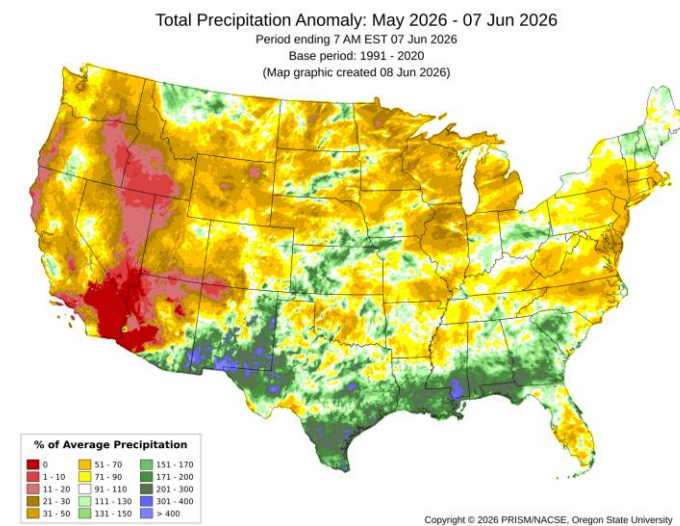 Total Precipitation Anomaly: May 2026 - 07 Jun 2026
Period ending 7 AM EST 07 Jun 2026
Base period: 1991 - 2020
(Map graphic created 08 Jun 2026)
% of Average Precipitation
0
1 - 10
11 - 20
21 - 30
31 - 50
51 - 70
71 - 90
91 - 110
111 - 130
131 - 150
151 - 170
171 - 200
201 - 300
301 - 400
> 400
Copyright © 2026 PRISM/NACSE, Oregon State University